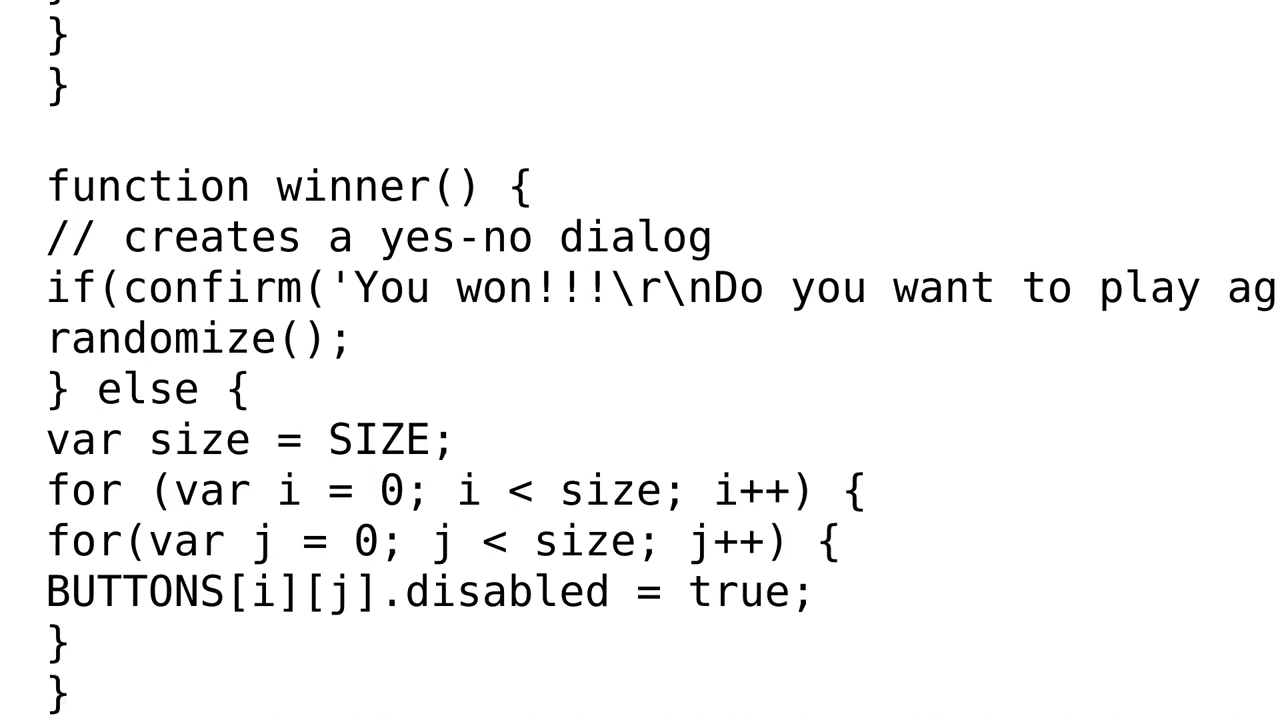 }
}
function winner() {
// creates a yes-no dialog
if(confirm('You won!!!\r\nDo you want to play ag
randomize();
} else {
var size = SIZE;
for (var i = 0; i < size; i++) {
for(var j = 0; j < size; j++) {
BUTTONS[i][j].disabled = true;
}
}